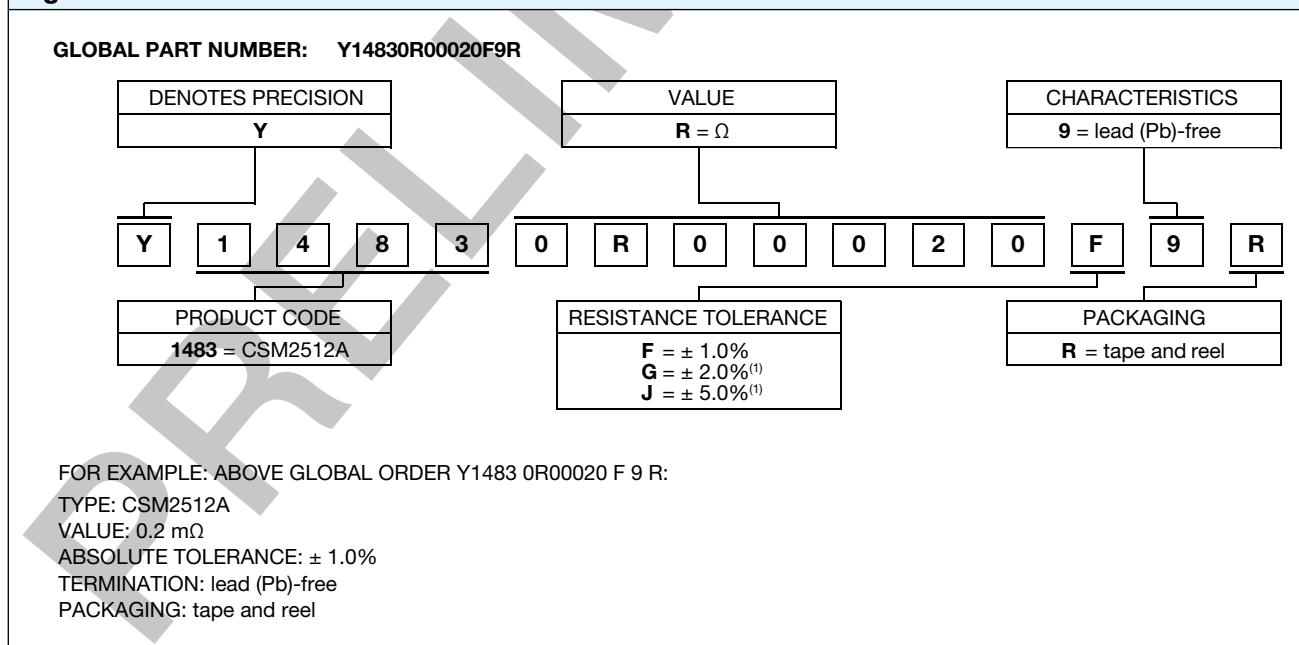 GLOBAL PART NUMBER: Y14830R00020F9R
DENOTES PRECISION
Y
VALUE
R = Ω
CHARACTERISTICS
9 = lead (Pb)-free
Y 1 4 8 3 0 R 0 0 0 2 0 F 9 R
PRODUCT CODE
1483 = CSM2512A
RESISTANCE TOLERANCE
F = ± 1.0%
G = ± 2.0%(1)
J = ± 5.0%(1)
PACKAGING
R = tape and reel
FOR EXAMPLE: ABOVE GLOBAL ORDER Y1483 0R00020 F 9 R:
TYPE: CSM2512A
VALUE: 0.2 mΩ
ABSOLUTE TOLERANCE: ± 1.0%
TERMINATION: lead (Pb)-free
PACKAGING: tape and reel